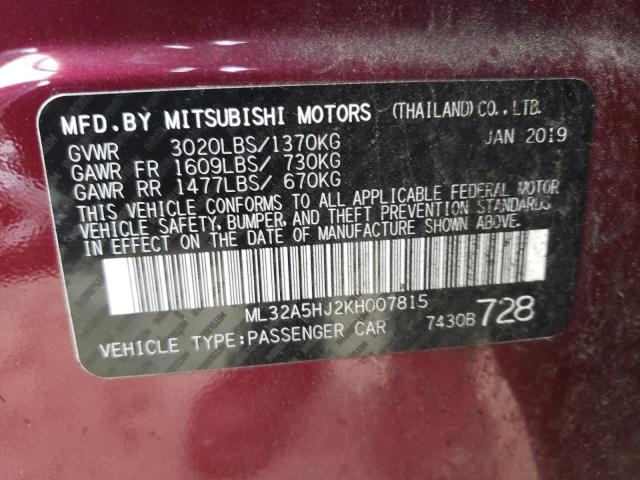 MFD.BY MITSUBISHI MOTORS (THAILAND)CO.,LTD.
GVWR 3020LBS/1370KG JAN 2019
GAWR FR 1609LBS/ 730KG
GAWR RR 1477LBS/ 670KG
THIS VEHICLE CONFORMS TO ALL APPLICABLE FEDERAL MOTOR
VEHICLE SAFETY, BUMPER, AND THEFT PREVENTION STANDARDS
IN EFFECT ON THE DATE OF MANUFACTURE SHOWN ABOVE.
ML32A5HJ2KH007815
VEHICLE TYPE:PASSENGER CAR 7430B 728